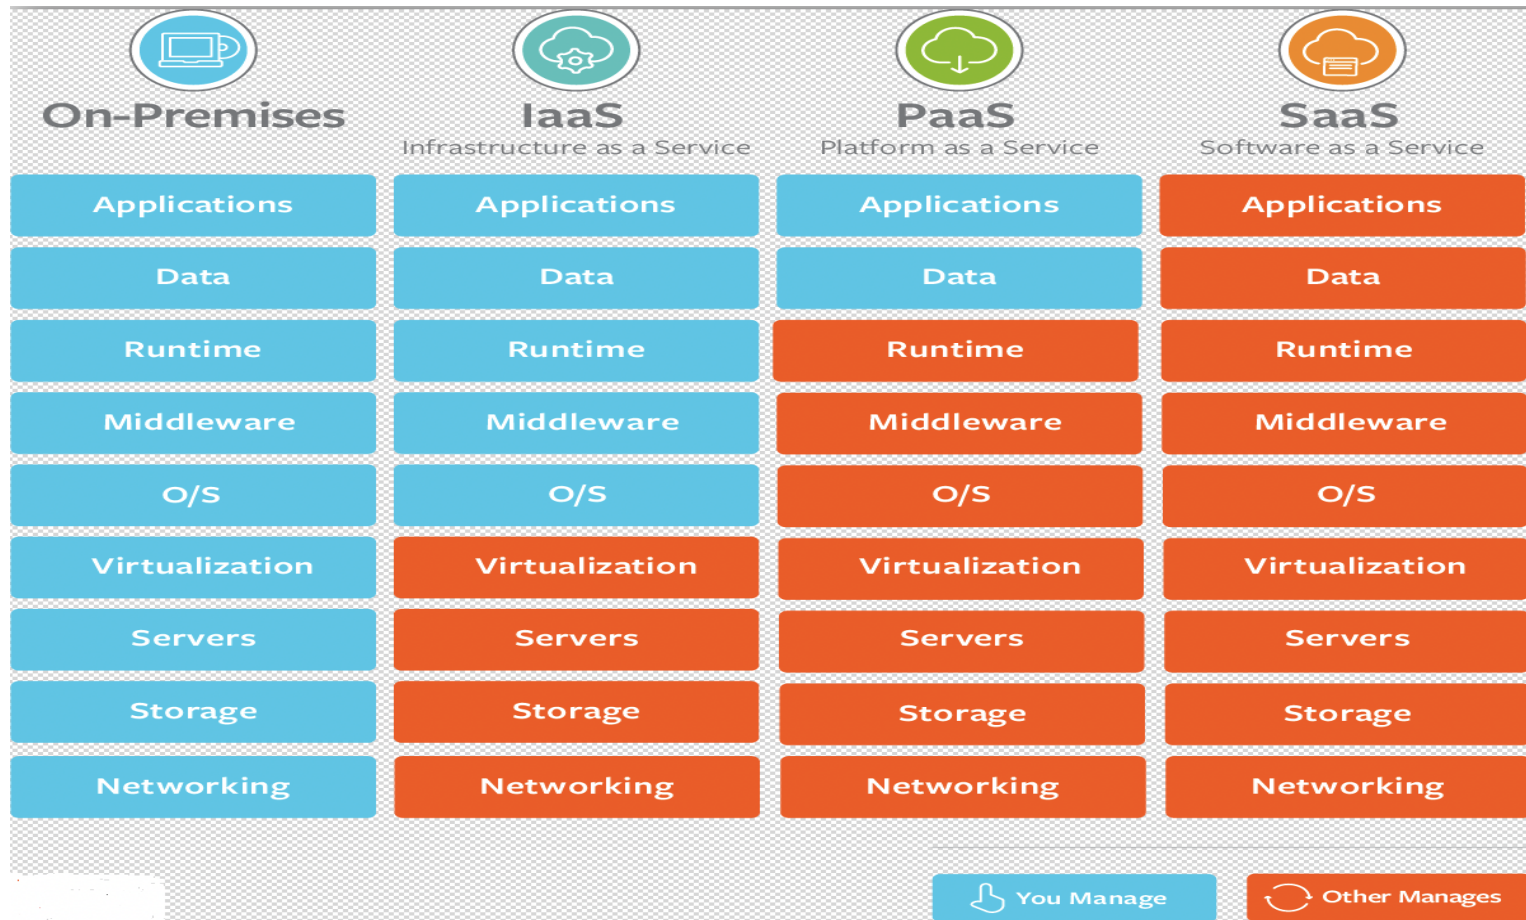 On-Premises
IaaS
Infrastructure as a Service
PaaS
Platform as a Service
SaaS
Software as a Service
Applications Applications Applications Applications
Data Data Data Data
Runtime Runtime Runtime Runtime
Middleware Middleware Middleware Middleware
O/S O/S O/S O/S
Virtualization Virtualization Virtualization Virtualization
Servers Servers Servers Servers
Storage Storage Storage Storage
Networking Networking Networking Networking
You Manage
Other Manages